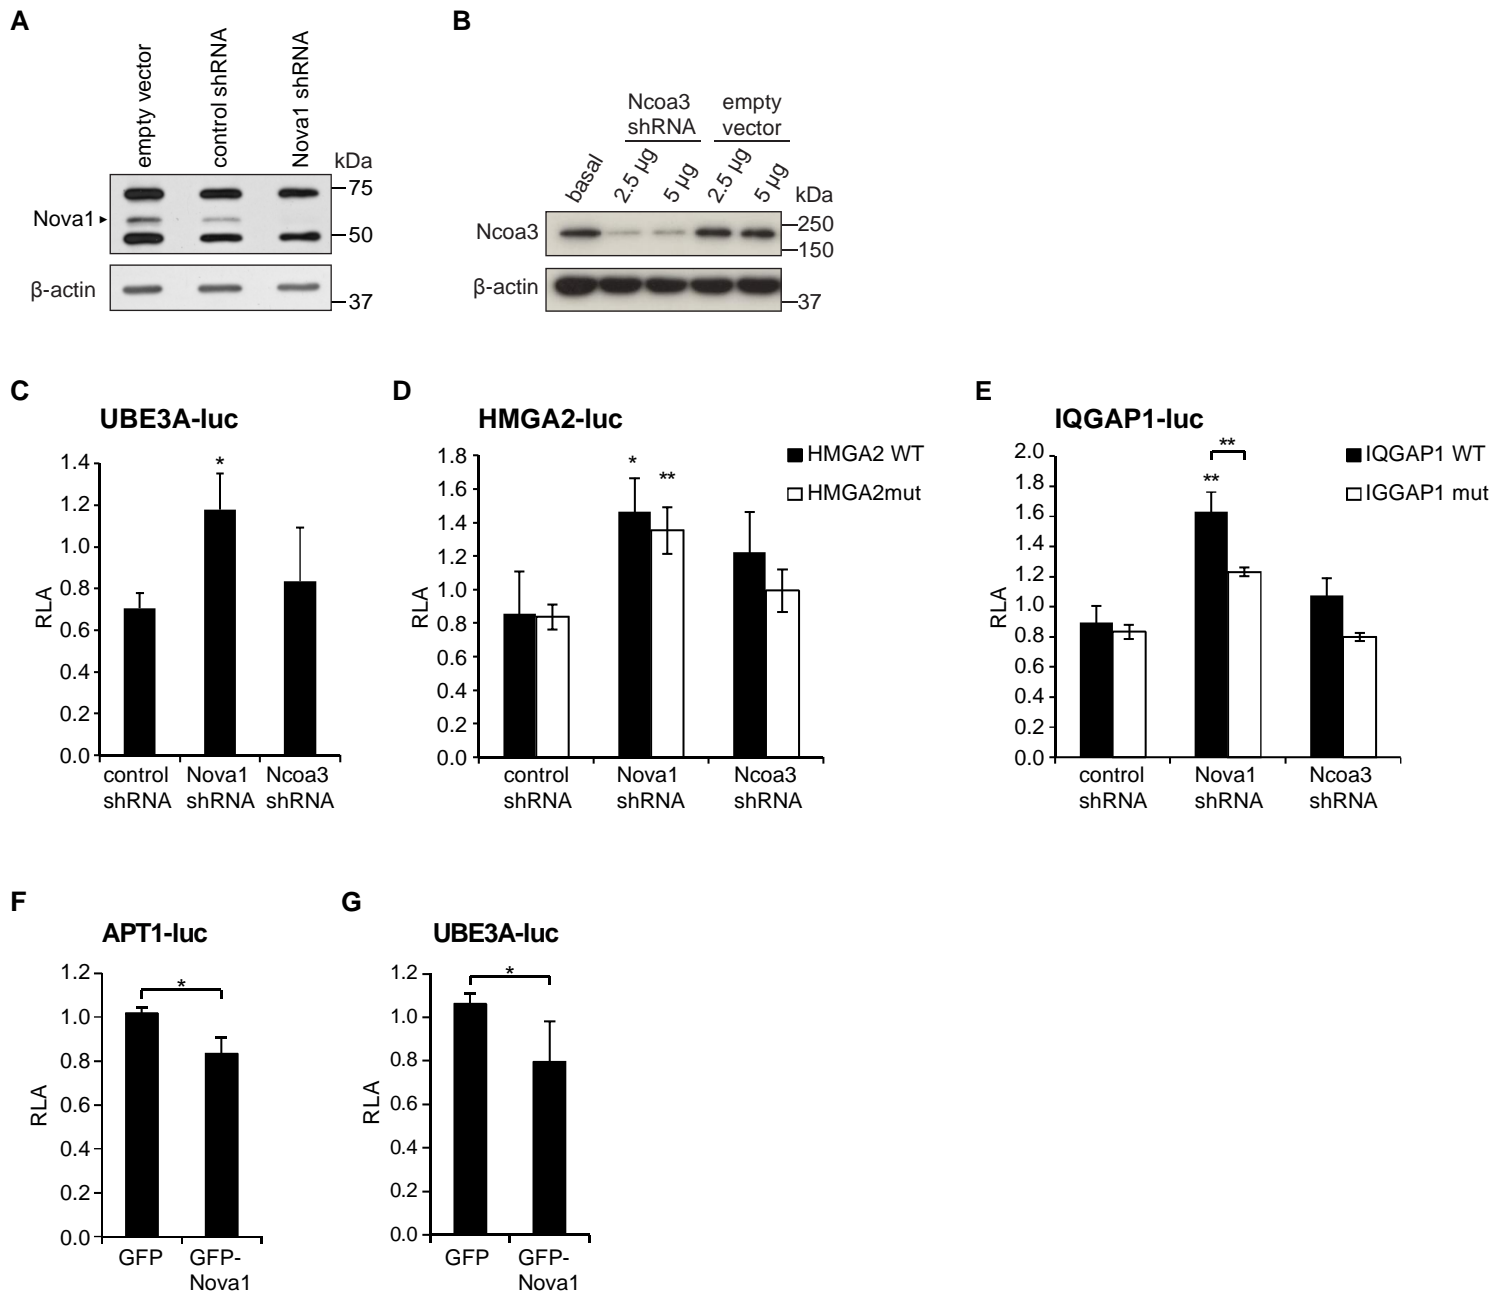 A
empty vector
control shRNA
Nova1 shRNA
kDa
75
Nova1
50
β-actin
37
B
Ncoa3 shRNA
empty vector
basal
2.5 µg
5 µg
2.5 µg
5 µg
kDa
Ncoa3
250
150
β-actin
37
C
UBE3A-luc
1.4
*
1.2
1.0
0.8
RLA
0.6
0.4
0.2
0.0
control shRNA
Nova1 shRNA
Ncoa3 shRNA
D
HMGA2-luc
HMGA2 WT
HMGA2mut
1.8
* **
1.6
1.4
1.2
1.0
RLA
0.8
0.6
0.4
0.2
0.0
control shRNA
Nova1 shRNA
Ncoa3 shRNA
E
IQGAP1-luc
IQGAP1 WT
IGGAP1 mut
**
**
2.0
1.8
1.6
1.4
1.2
RLA
1.0
0.8
0.6
0.4
0.2
0.0
control shRNA
Nova1 shRNA
Ncoa3 shRNA
F
APT1-luc
1.2
*
1.0
0.8
RLA
0.6
0.4
0.2
0.0
GFP
GFP-
Nova1
G
UBE3A-luc
1.2
*
1.0
0.8
RLA
0.6
0.4
0.2
0.0
GFP
GFP-
Nova1